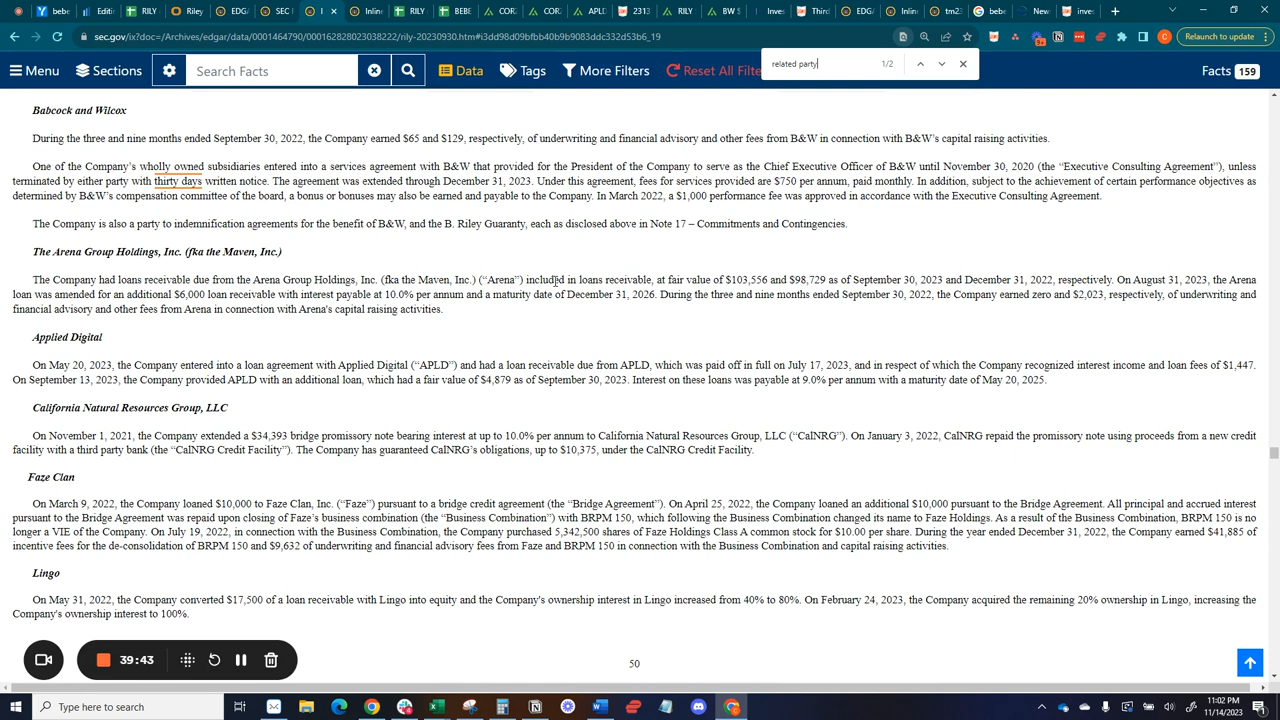 Ba
Editi
RILY
EDG
SEC I
I
Inlin
RILY
BEBE
COR
COR
APLD
2313
RILY
BW S
Inves
Third
EDG
Inlin
tn23
bebe
New
inves
sec.gov/ix?doc=/Archives/edgar/data/0001464790/000162828023038222/rily-20230930.htm#i3dd98d09bfbb40b9b9083ddc332d53b6_19
Relaunch to update
Menu
Sections
Search Facts
Data
Tags
More Filters
Reset All Filte
related party
1/2
Facts 159
Babcock and Wilcox
During the three and nine months ended September 30, 2022, the Company earned $65 and $129, respectively, of underwriting and financial advisory and other fees from B&W in connection with B&W's capital raising activities.
One of the Company's wholly owned subsidiaries entered into a services agreement with B&W that provided for the President of the Company to serve as the Chief Executive Officer of B&W until November 30, 2020 (the “Executive Consulting Agreement”), unless
terminated by either party with thirty days written notice. The agreement was extended through December 31, 2023. Under this agreement, fees for services provided are $750 per annum, paid monthly. In addition, subject to the achievement of certain performance objectives as
determined by B&W's compensation committee of the board, a bonus or bonuses may also be earned and payable to the Company. In March 2022, a $1,000 performance fee was approved in accordance with the Executive Consulting Agreement.
The Company is also a party to indemnification agreements for the benefit of B&W, and the B. Riley Guaranty, each as disclosed above in Note 17 – Commitments and Contingencies.
The Arena Group Holdings, Inc. (fka the Maven, Inc.)
The Company had loans receivable due from the Arena Group Holdings, Inc. (fka the Maven, Inc.) (“Arena”) included in loans receivable, at fair value of $103,556 and $98,729 as of September 30, 2023 and December 31, 2022, respectively. On August 31, 2023, the Arena
loan was amended for an additional $6,000 loan receivable with interest payable at 10.0% per annum and a maturity date of December 31, 2026. During the three and nine months ended September 30, 2022, the Company earned zero and $2,023, respectively, of underwriting and
financial advisory and other fees from Arena in connection with Arena's capital raising activities.
Applied Digital
On May 20, 2023, the Company entered into a loan agreement with Applied Digital (“APLD”) and had a loan receivable due from APLD, which was paid off in full on July 17, 2023, and in respect of which the Company recognized interest income and loan fees of $1,447.
On September 13, 2023, the Company provided APLD with an additional loan, which had a fair value of $4,879 as of September 30, 2023. Interest on these loans was payable at 9.0% per annum with a maturity date of May 20, 2025.
California Natural Resources Group, LLC
On November 1, 2021, the Company extended a $34,393 bridge promissory note bearing interest at up to 10.0% per annum to California Natural Resources Group, LLC (“CalNRG”). On January 3, 2022, CalNRG repaid the promissory note using proceeds from a new credit
facility with a third party bank (the “CalNRG Credit Facility”). The Company has guaranteed CalNRG's obligations, up to $10,375, under the CalNRG Credit Facility.
Faze Clan
On March 9, 2022, the Company loaned $10,000 to Faze Clan, Inc. (“Faze”) pursuant to a bridge credit agreement (the “Bridge Agreement”). On April 25, 2022, the Company loaned an additional $10,000 pursuant to the Bridge Agreement. All principal and accrued interest
pursuant to the Bridge Agreement was repaid upon closing of Faze's business combination (the “Business Combination”) with BRPM 150, which following the Business Combination changed its name to Faze Holdings. As a result of the Business Combination, BRPM 150 is no
longer a VIE of the Company. On July 19, 2022, in connection with the Business Combination, the Company purchased 5,342,500 shares of Faze Holdings Class A common stock for $10.00 per share. During the year ended December 31, 2022, the Company earned $41,885 of
incentive fees for the de-consolidation of BRPM 150 and $9,632 of underwriting and financial advisory fees from Faze and BRPM 150 in connection with the Business Combination and capital raising activities.
Lingo
On May 31, 2022, the Company converted $17,500 of a loan receivable with Lingo into equity and the Company's ownership interest in Lingo increased from 40% to 80%. On February 24, 2023, the Company acquired the remaining 20% ownership in Lingo, increasing the
Company's ownership interest to 100%.
39:43
50
Type here to search
11:02 PM
11/14/2023